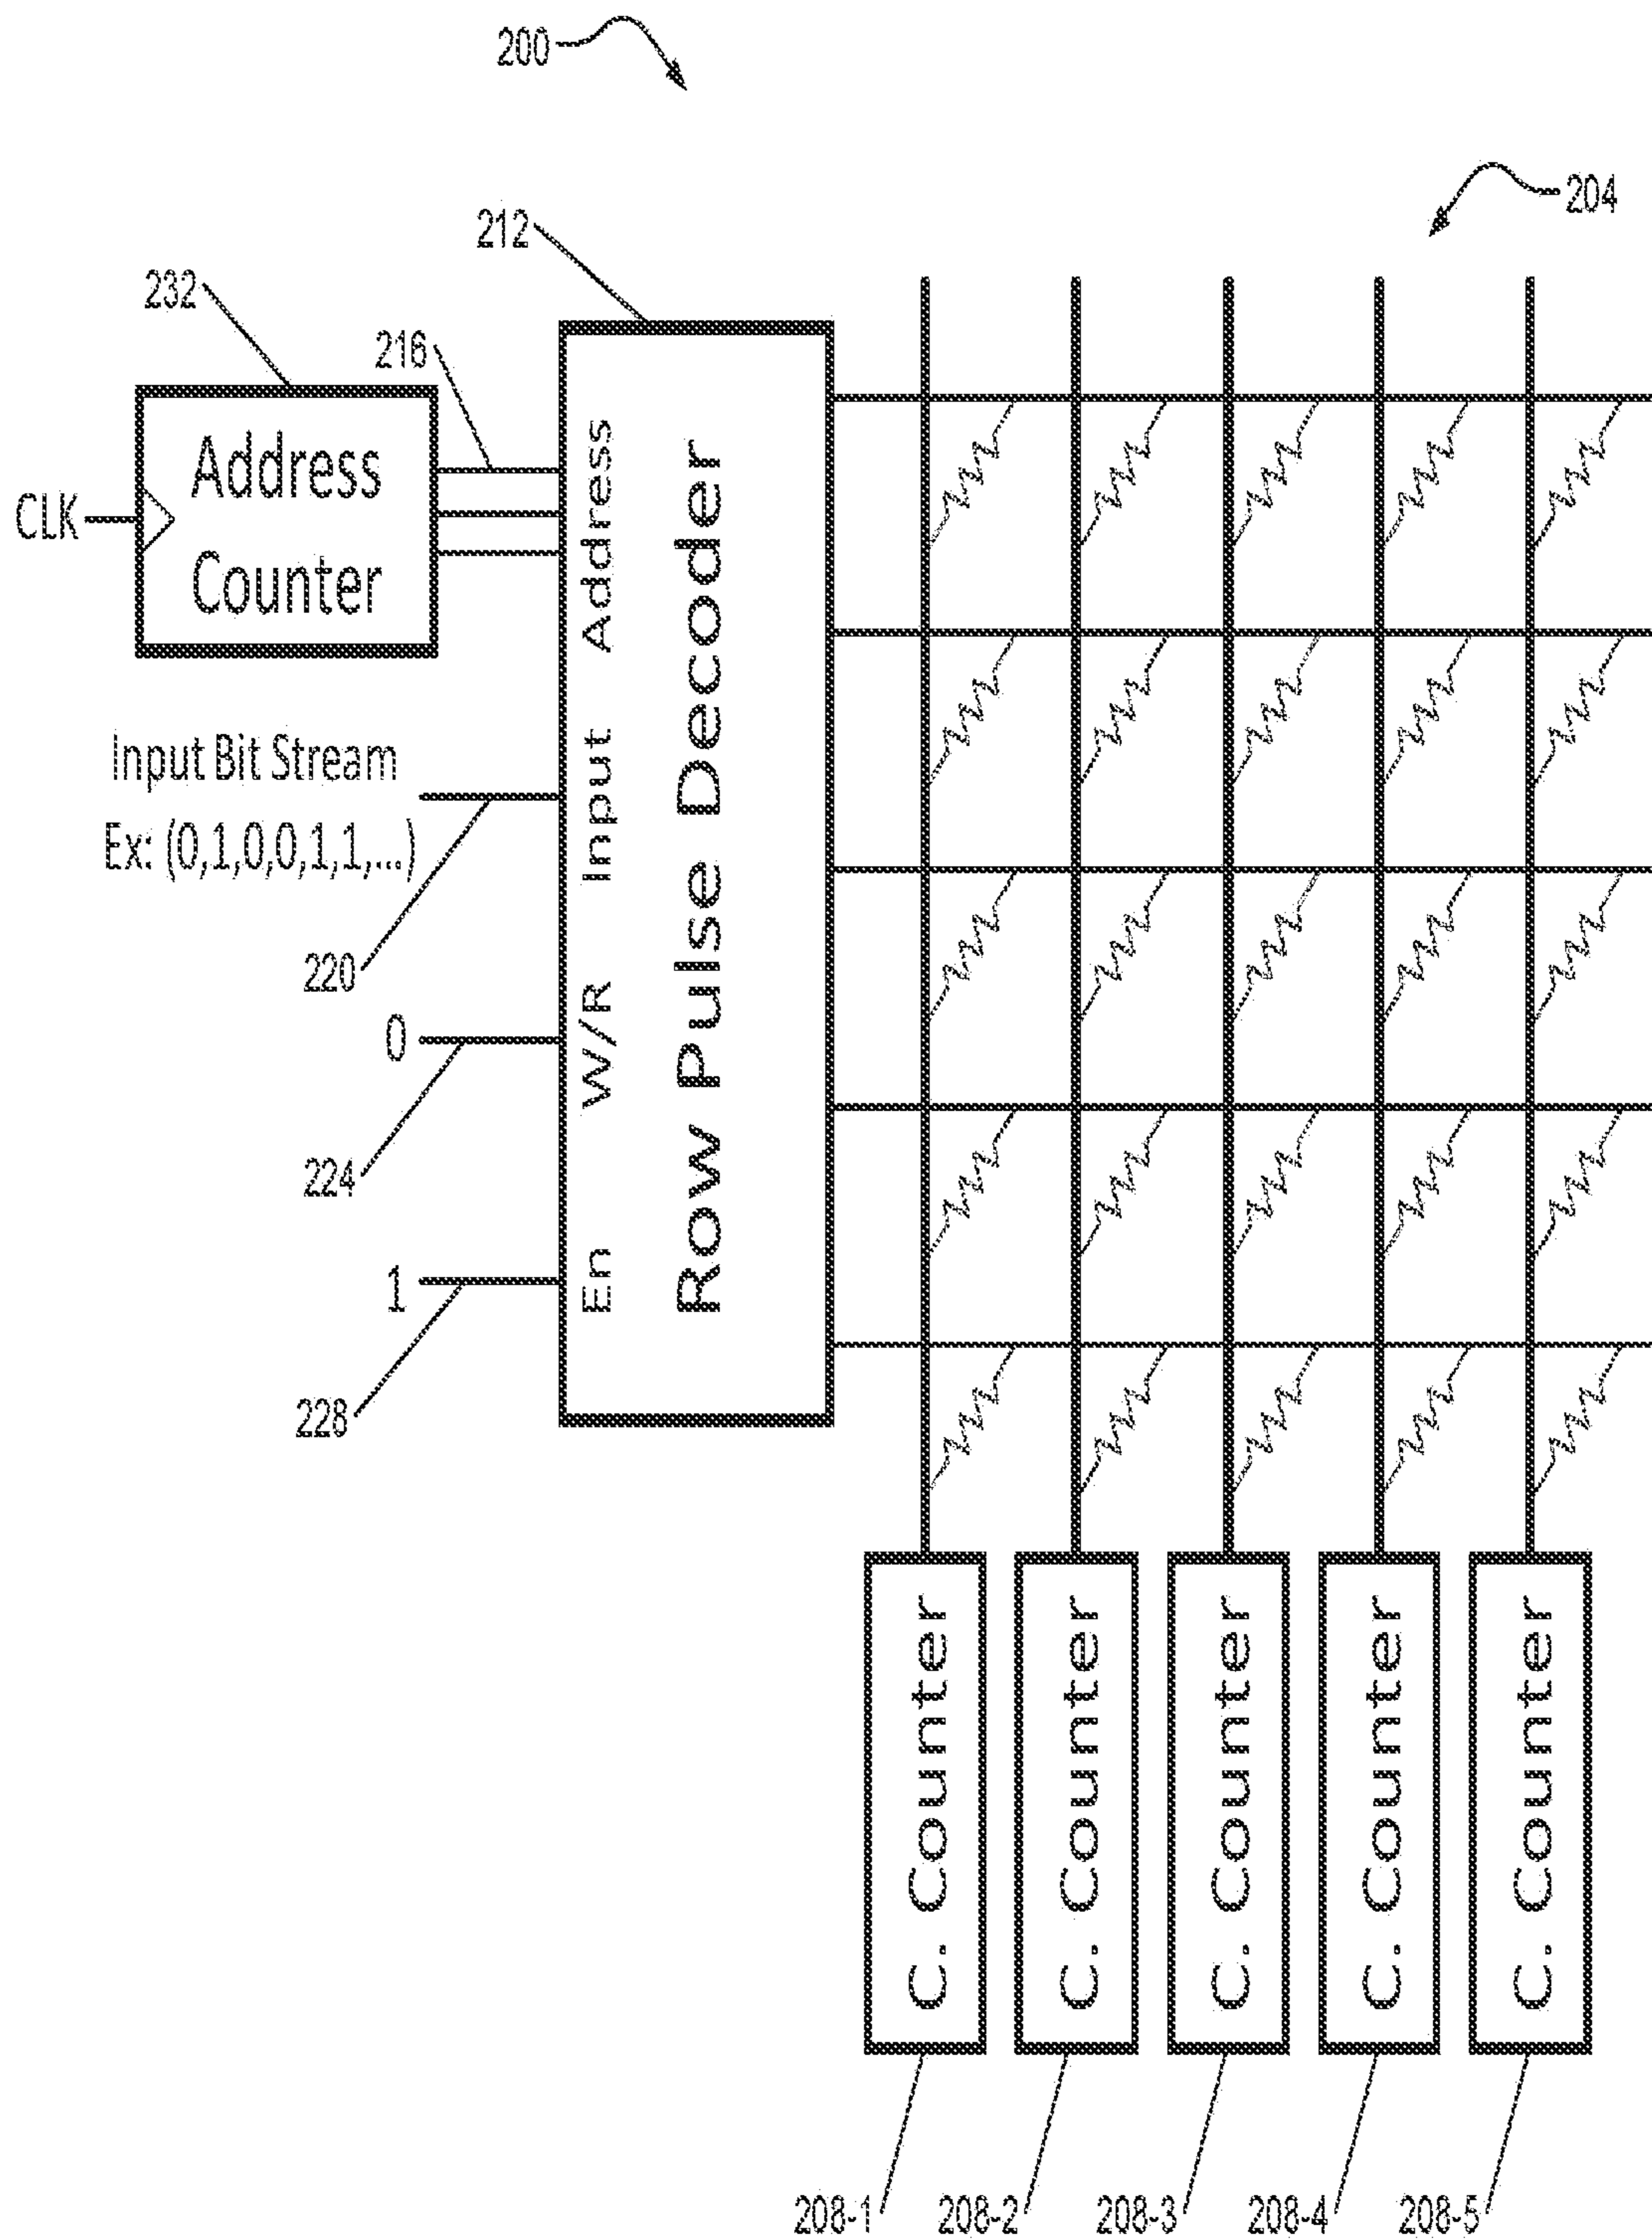 200
204
212
232
216
Address
Counter
CLK
Input Bit Stream
Ex: (0,1,0,0,1,1,...)
220
0
224
1
228
En W/R Input Address
Row Pulse Decoder
C. Counter
C. Counter
C. Counter
C. Counter
C. Counter
208-1
208-2
208-3
208-4
208-5